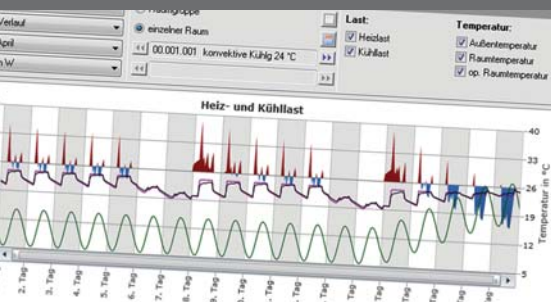 Verlauf
April
n W
Raumgruppe
einzelner Raum
00.001.001 konvektive Kühlg 24 °C
Last:
Heizlast
Kühllast
Temperatur:
Außentemperatur
Raumtemperatur
op. Raumtemperatur
Heiz- und Kühllast
40
33
26
19
12
5
Temperatur in °C
2. Tag
3. Tag
4. Tag
5. Tag
6. Tag
7. Tag
8. Tag